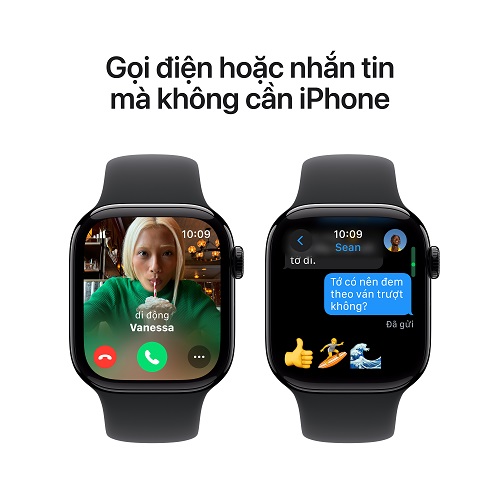 Gọi điện hoặc nhắn tin
mà không cần iPhone
10:09
di động
Vanessa
10:09
Sean
tớ đi.
Tớ có nên đem
theo ván trượt
không?
Đã gửi